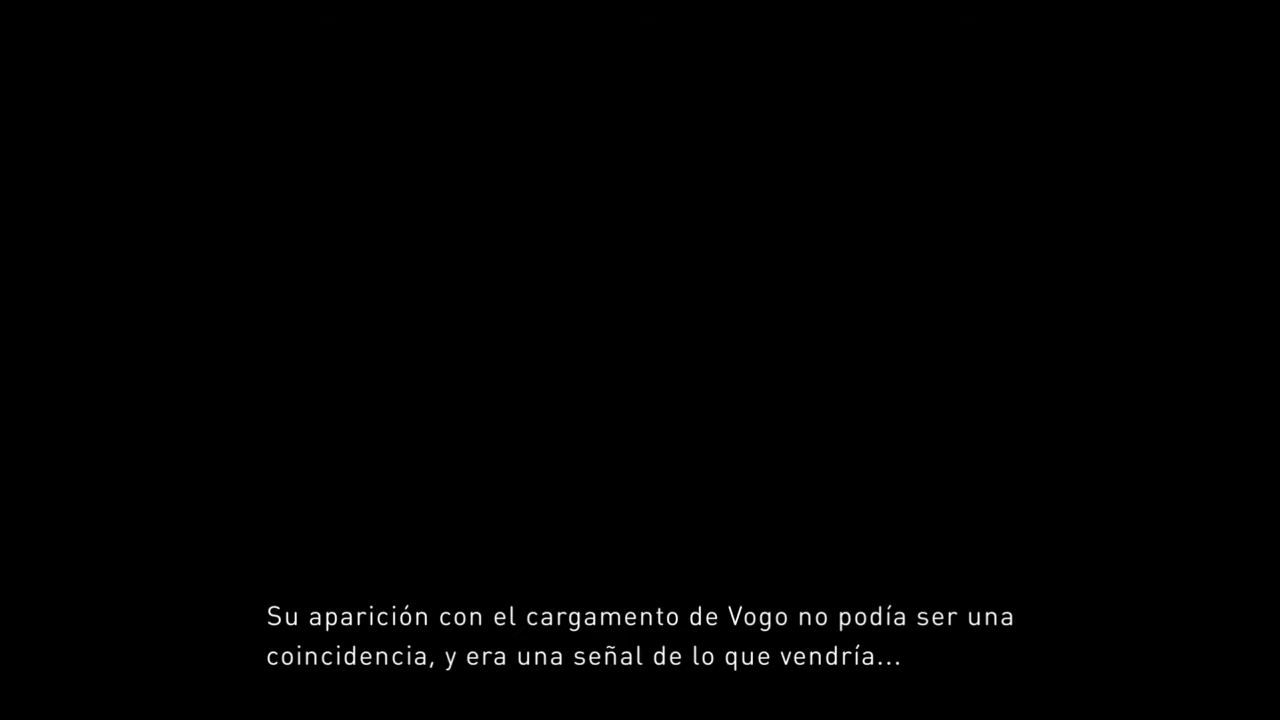 Su aparición con el cargamento de Vogo no podía ser una
coincidencia, y era una señal de lo que vendría...